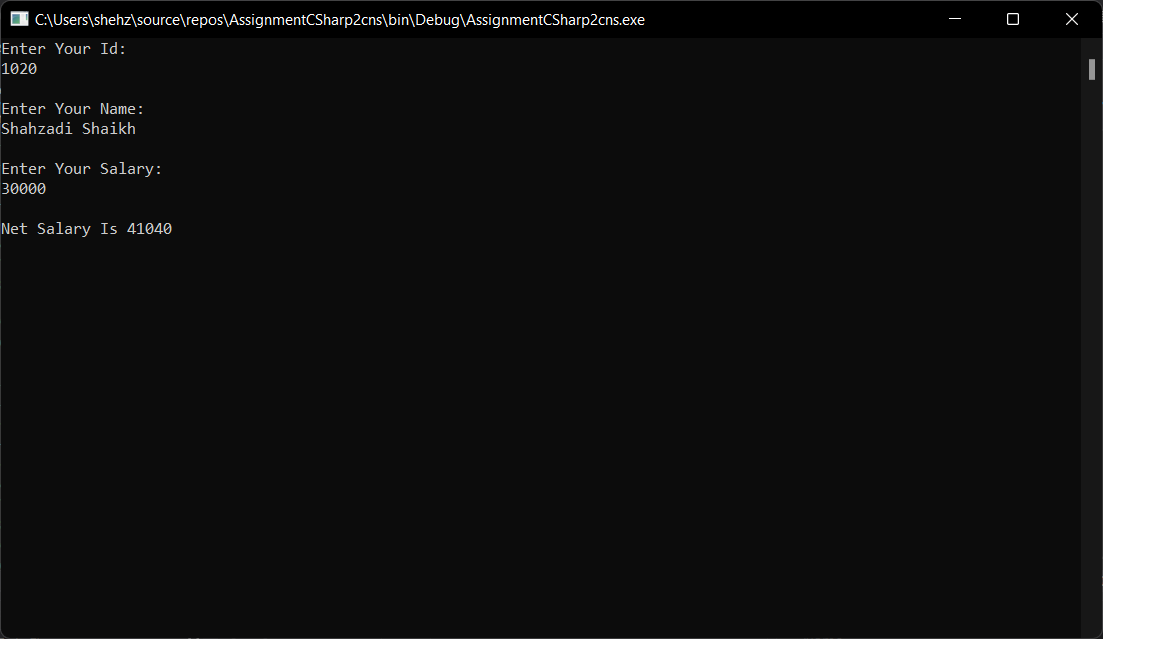 C:\Users\shehz\source\repos\AssignmentCSharp2cns\bin\Debug\AssignmentCSharp2cns.exe
Enter Your Id:
1020
Enter Your Name:
Shahzadi Shaikh
Enter Your Salary:
30000
Net Salary Is 41040